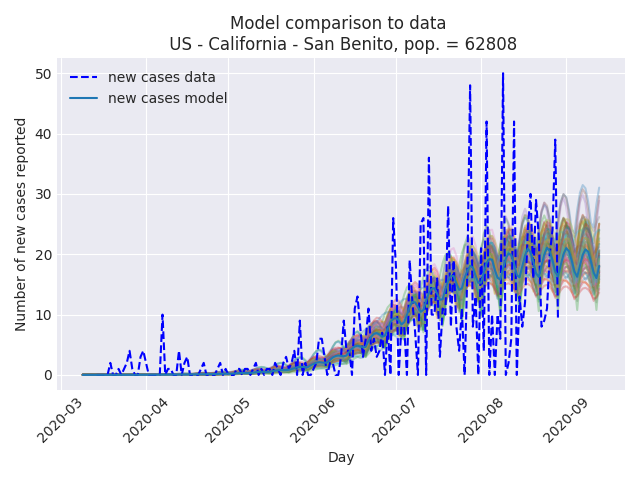 Model comparison to data
US - California - San Benito, pop. = 62808
new cases data
new cases model
Number of new cases reported
50
40
30
20
10
0
2020-03
2020-04
2020-05
2020-06
2020-07
2020-08
2020-09
Day